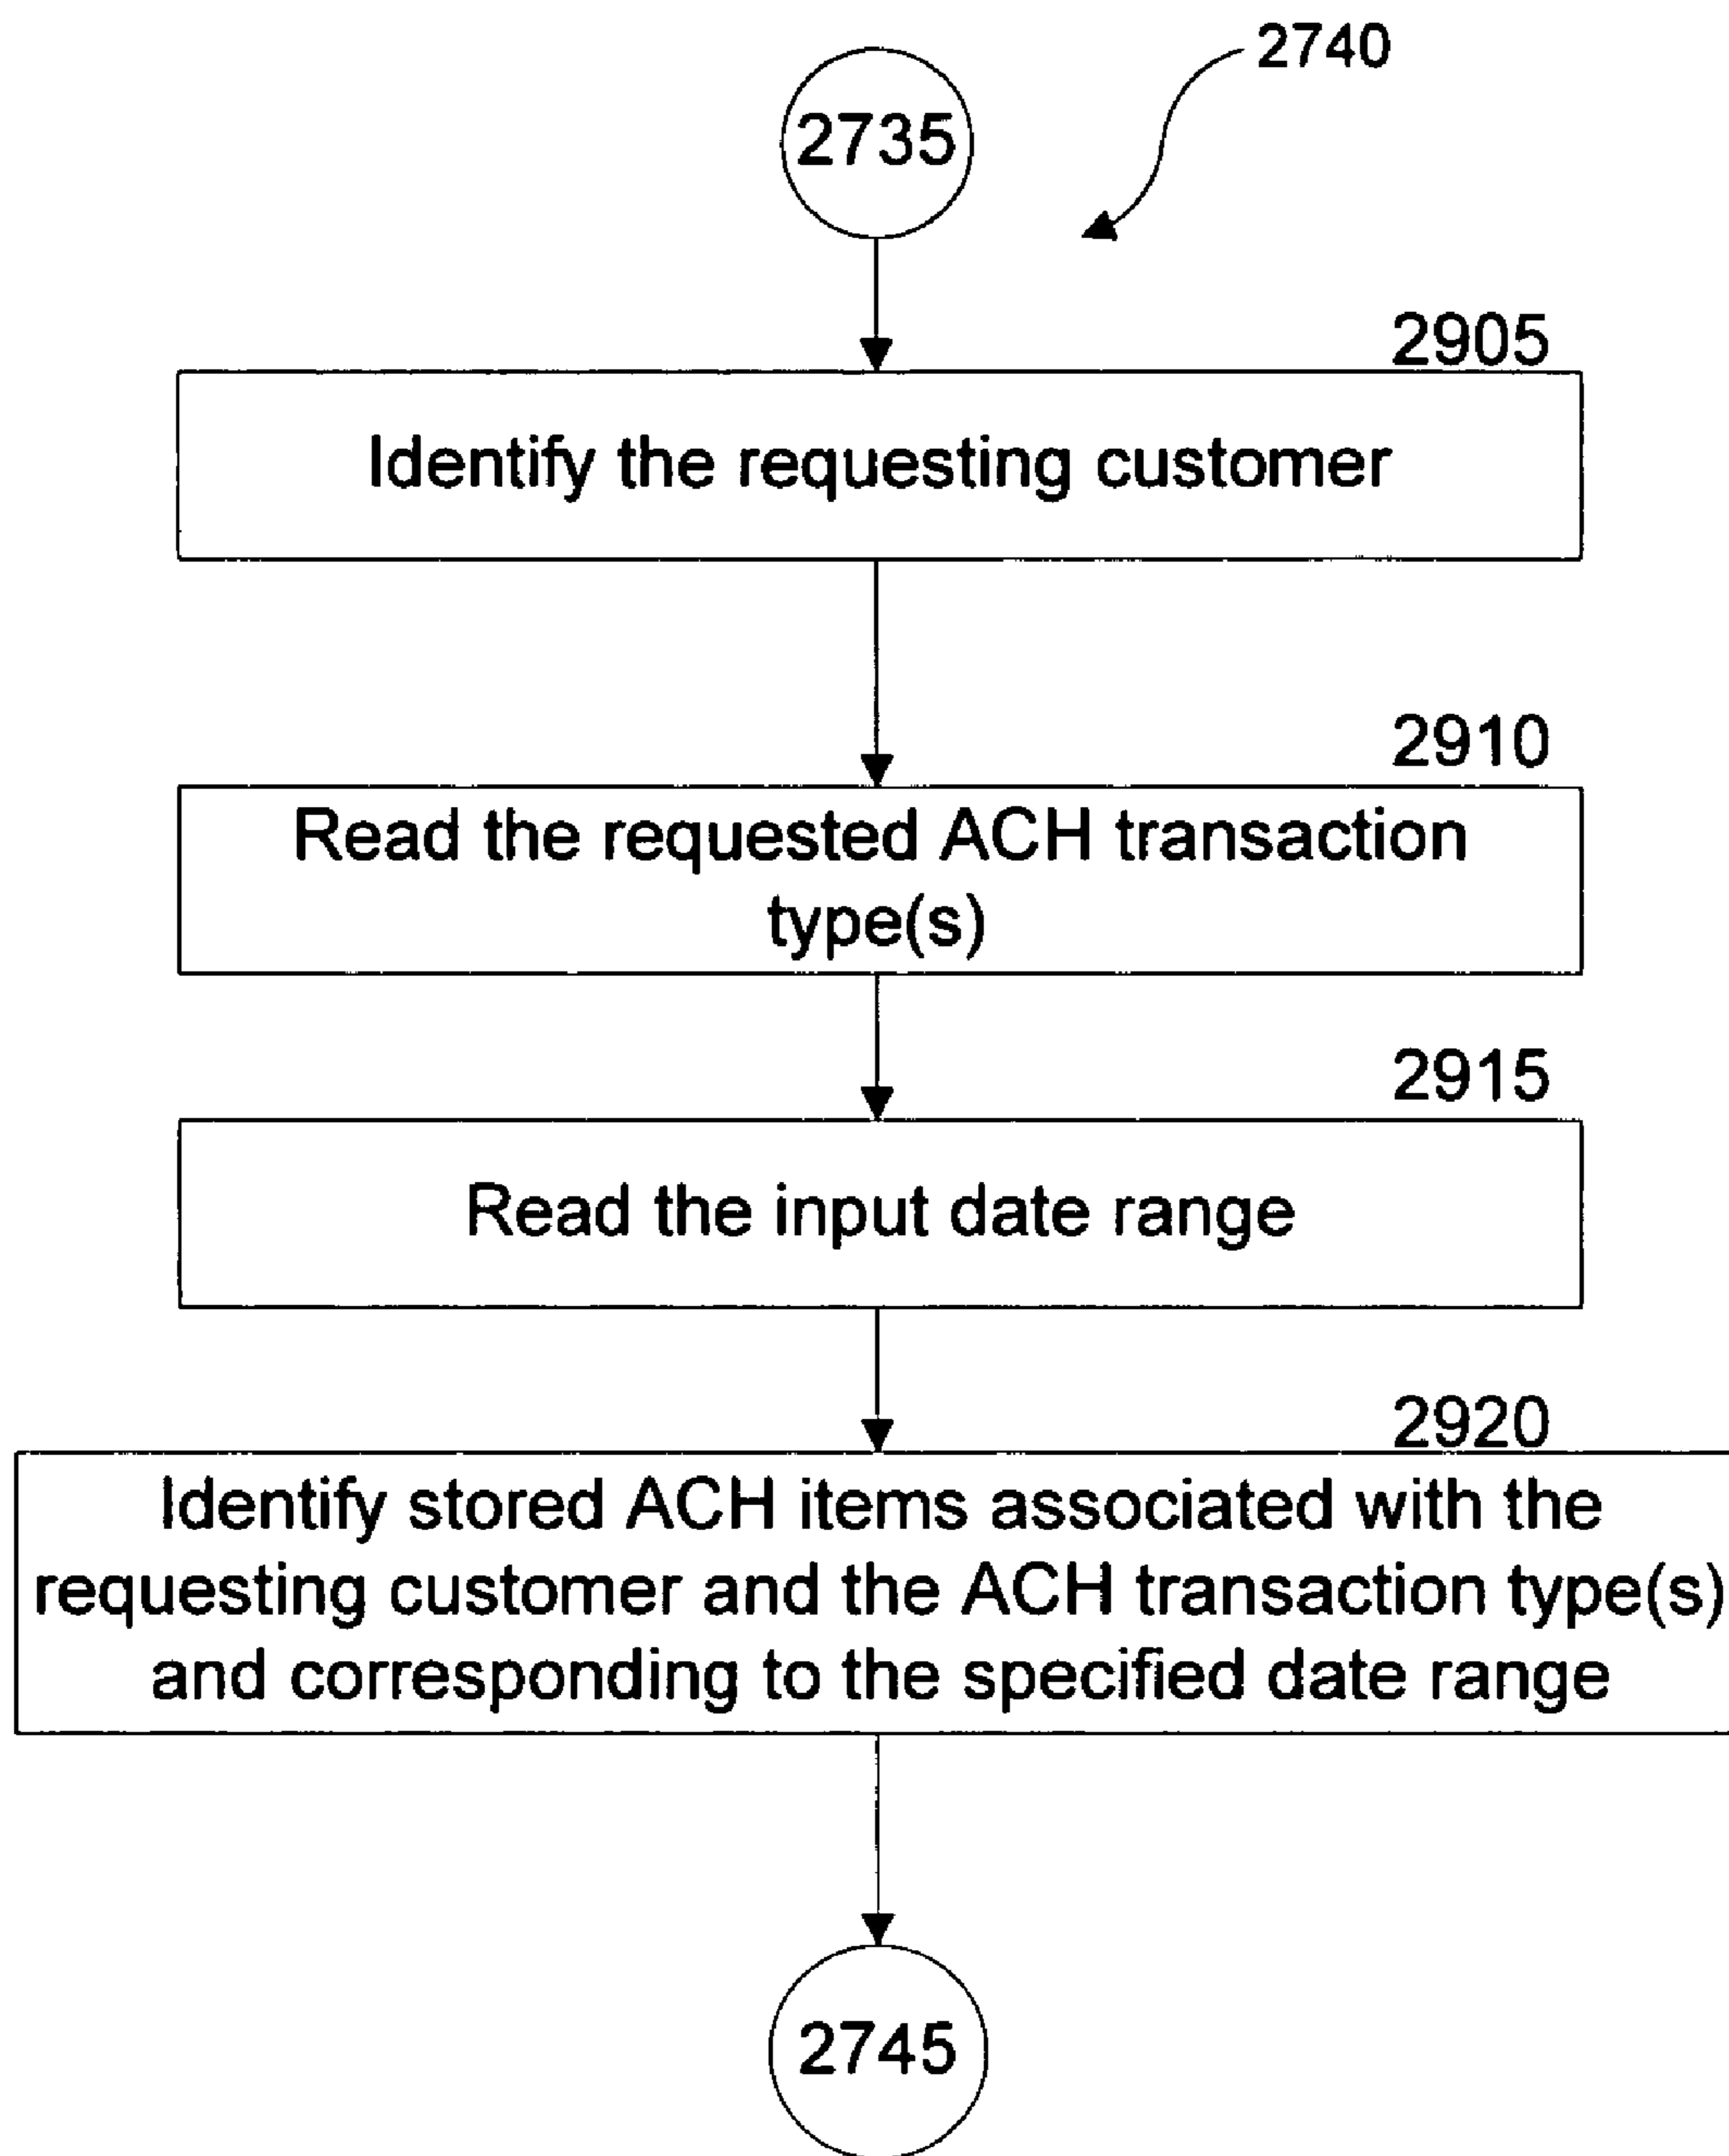 2740
2735
2905
Identify the requesting customer
2910
Read the requested ACH transaction
type(s)
2915
Read the input date range
2920
Identify stored ACH items associated with the
requesting customer and the ACH transaction type(s)
and corresponding to the specified date range
2745